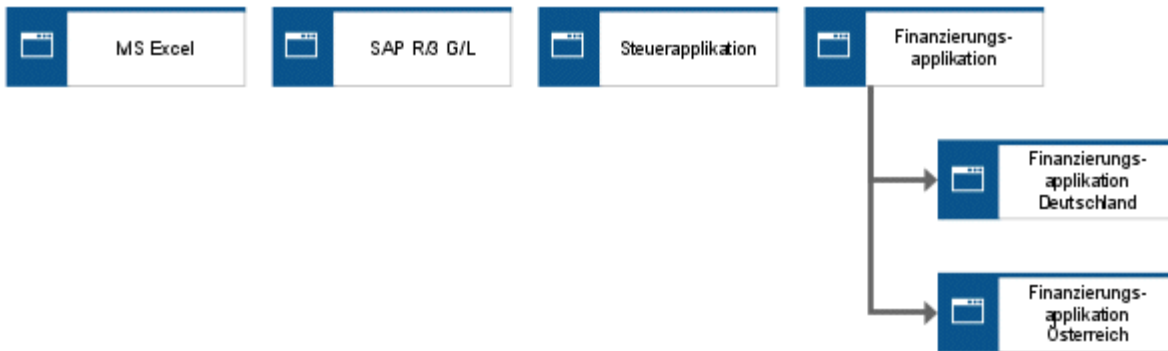 MS Excel
SAP R/3 G/L
Steuerapplikation
Finanzierungs-
applikation
Finanzierungs-
applikation
Deutschland
Finanzierungs-
applikation
Österreich